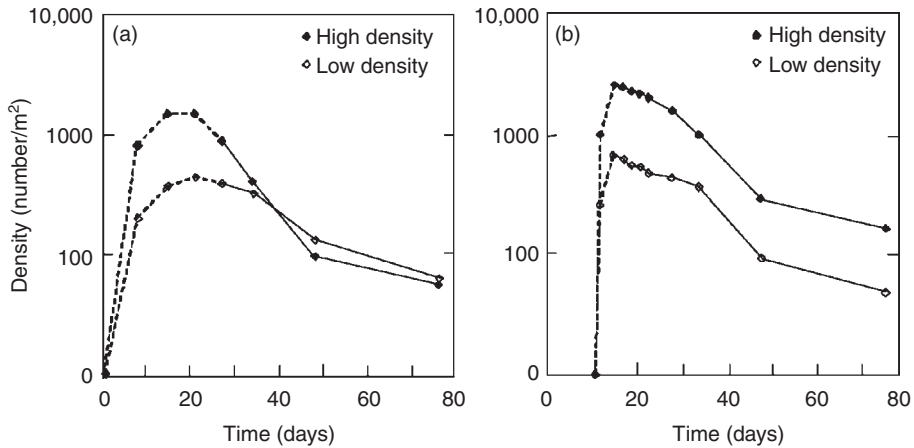 Density (number/m²)
10,000
1000
100
0
(a)
High density
Low density
0 20 40 60 80
Time (days)
10,000
1000
100
0
(b)
High density
Low density
0 20 40 60 80
Time (days)